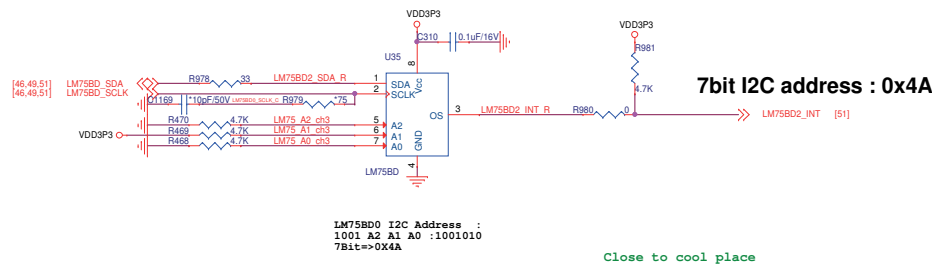 VDD3P3
C310 0.1uF/16V
VDD3P3
U35
R981
4.7K
[46,49,51] LM75BD_SDA R978 33 LM75BD2_SDA_R 1 SDA Vcc 8
[46,49,51] LM75BD_SCLK 2 SCLK
C1169 *10pF/50V LM75BD0_SCLK_C R979 *75
7bit I2C address : 0x4A
OS 3 LM75BD2_INT_R R980 0 LM75BD2_INT [51]
R470 4.7K LM75_A2_ch3 5 A2
VDD3P3 R469 4.7K LM75_A1_ch3 6 A1
R468 4.7K LM75_A0_ch3 7 A0
GND
4
LM75BD
LM75BD0 I2C Address :
1001 A2 A1 A0 :1001010
7Bit=>0X4A
Close to cool place